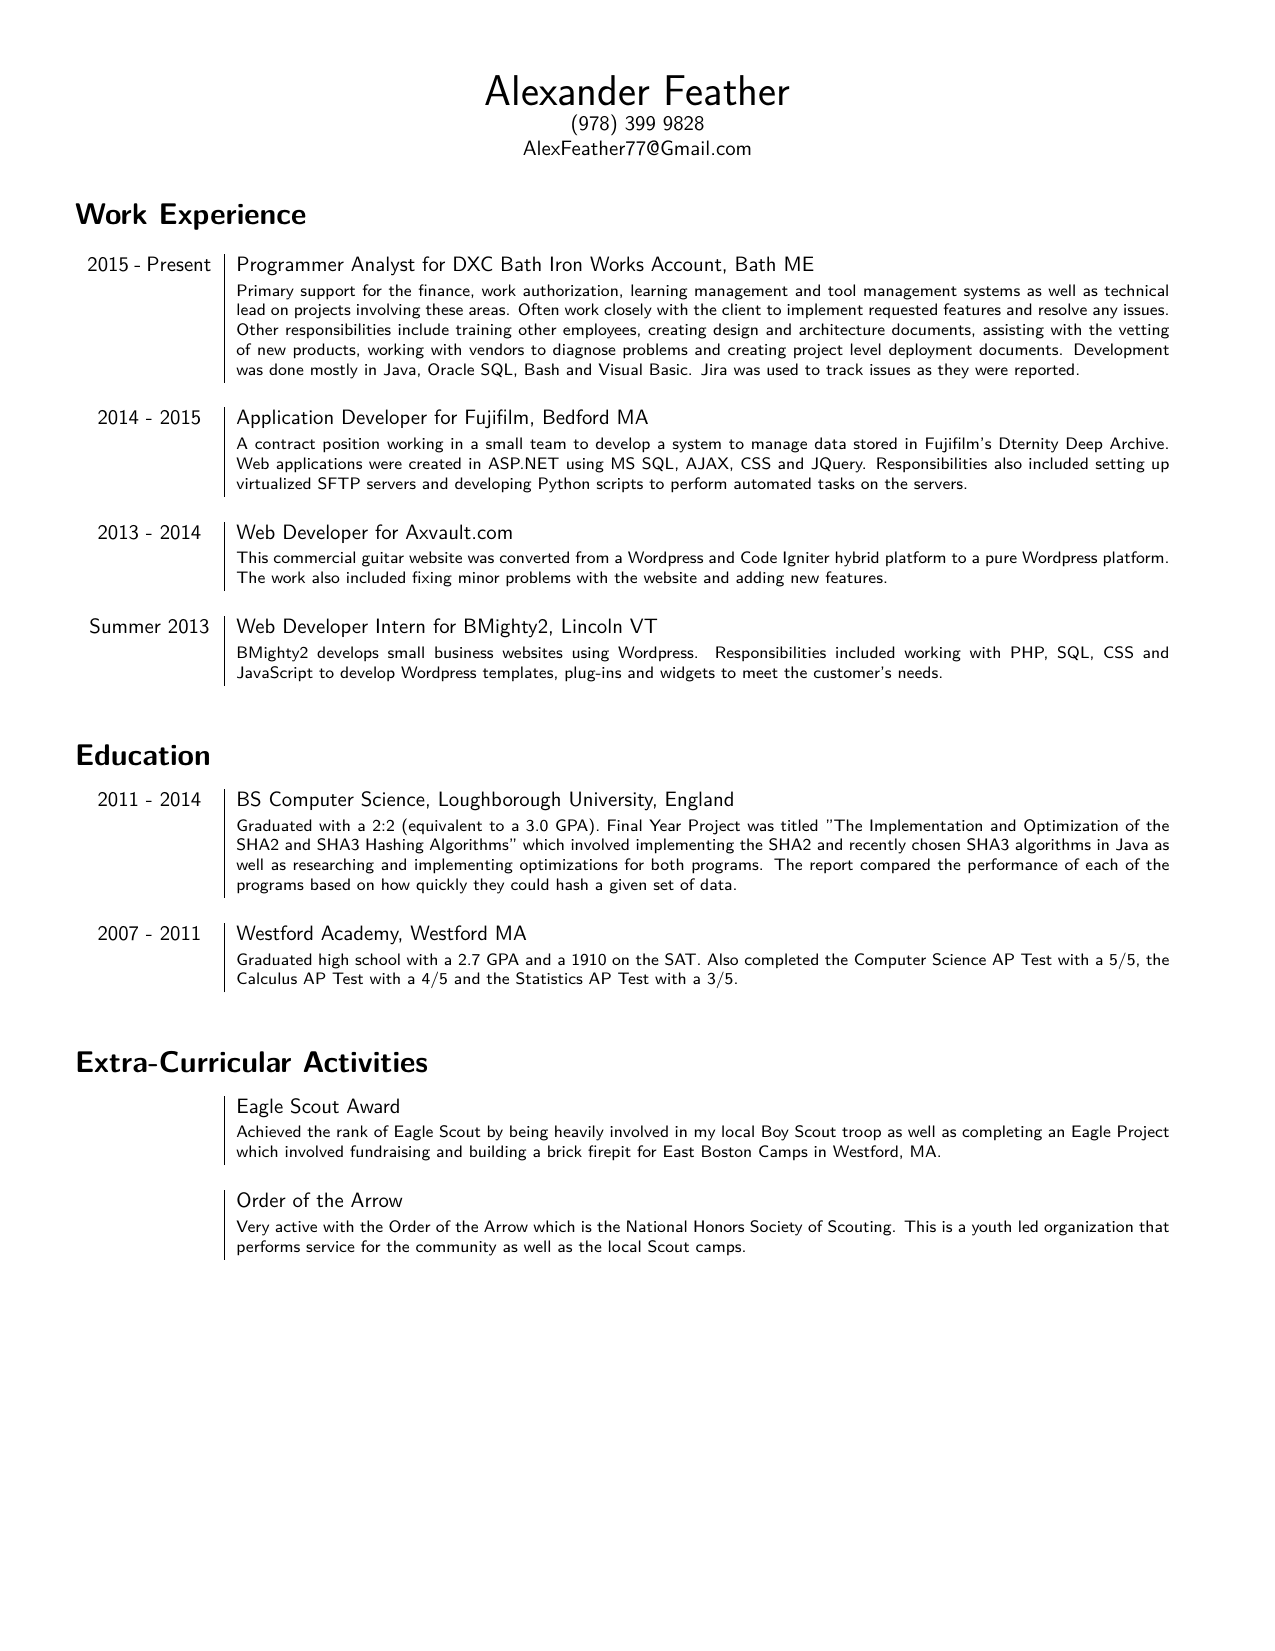 Alexander Feather
(978) 399 9828
AlexFeather77@Gmail.com
Work Experience
2015 - Present
Programmer Analyst for DXC Bath Iron Works Account, Bath ME
Primary support for the finance, work authorization, learning management and tool management systems as well as technical
lead on projects involving these areas. Often work closely with the client to implement requested features and resolve any issues.
Other responsibilities include training other employees, creating design and architecture documents, assisting with the vetting
of new products, working with vendors to diagnose problems and creating project level deployment documents. Development
was done mostly in Java, Oracle SQL, Bash and Visual Basic. Jira was used to track issues as they were reported.
2014 - 2015
Application Developer for Fujifilm, Bedford MA
A contract position working in a small team to develop a system to manage data stored in Fujifilm's Dternity Deep Archive.
Web applications were created in ASP.NET using MS SQL, AJAX, CSS and JQuery. Responsibilities also included setting up
virtualized SFTP servers and developing Python scripts to perform automated tasks on the servers.
2013 - 2014
Web Developer for Axvault.com
This commercial guitar website was converted from a Wordpress and Code Igniter hybrid platform to a pure Wordpress platform.
The work also included fixing minor problems with the website and adding new features.
Summer 2013
Web Developer Intern for BMighty2, Lincoln VT
BMighty2 develops small business websites using Wordpress. Responsibilities included working with PHP, SQL, CSS and
JavaScript to develop Wordpress templates, plug-ins and widgets to meet the customer's needs.
Education
2011 - 2014
BS Computer Science, Loughborough University, England
Graduated with a 2:2 (equivalent to a 3.0 GPA). Final Year Project was titled "The Implementation and Optimization of the
SHA2 and SHA3 Hashing Algorithms" which involved implementing the SHA2 and recently chosen SHA3 algorithms in Java as
well as researching and implementing optimizations for both programs. The report compared the performance of each of the
programs based on how quickly they could hash a given set of data.
2007 - 2011
Westford Academy, Westford MA
Graduated high school with a 2.7 GPA and a 1910 on the SAT. Also completed the Computer Science AP Test with a 5/5, the
Calculus AP Test with a 4/5 and the Statistics AP Test with a 3/5.
Extra-Curricular Activities
Eagle Scout Award
Achieved the rank of Eagle Scout by being heavily involved in my local Boy Scout troop as well as completing an Eagle Project
which involved fundraising and building a brick firepit for East Boston Camps in Westford, MA.
Order of the Arrow
Very active with the Order of the Arrow which is the National Honors Society of Scouting. This is a youth led organization that
performs service for the community as well as the local Scout camps.